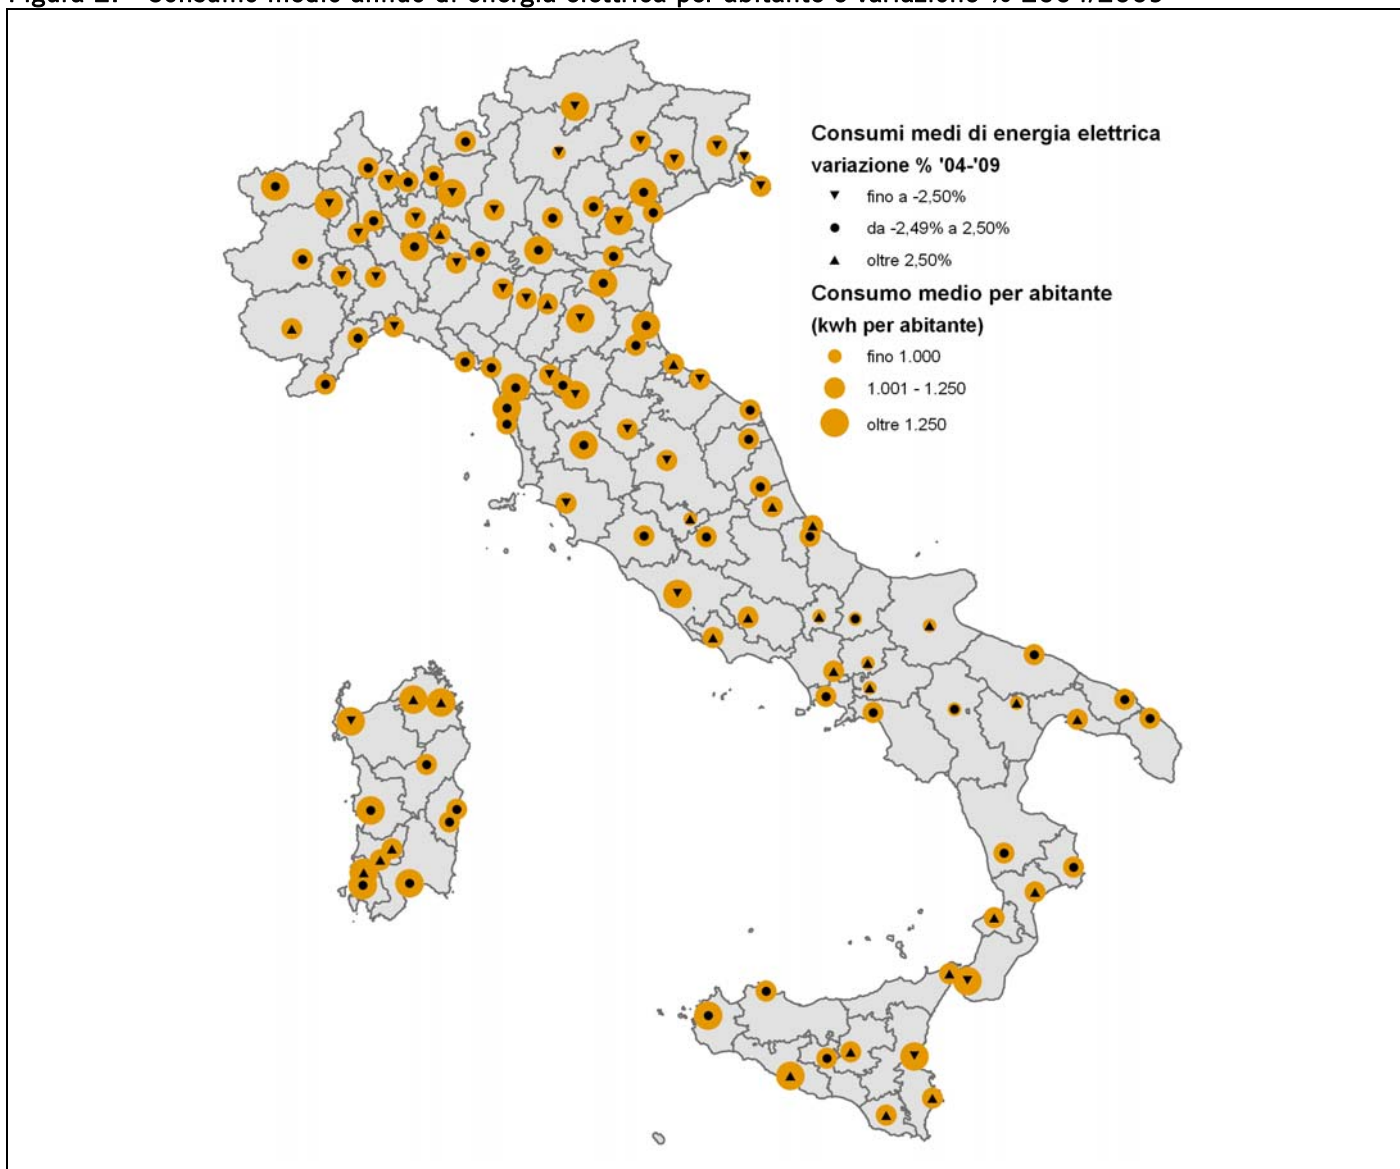 Consumi medi di energia elettrica
variazione % '04-'09
fino a -2,50%
da -2,49% a 2,50%
oltre 2,50%
Consumo medio per abitante
(kwh per abitante)
fino 1.000
1.001 - 1.250
oltre 1.250